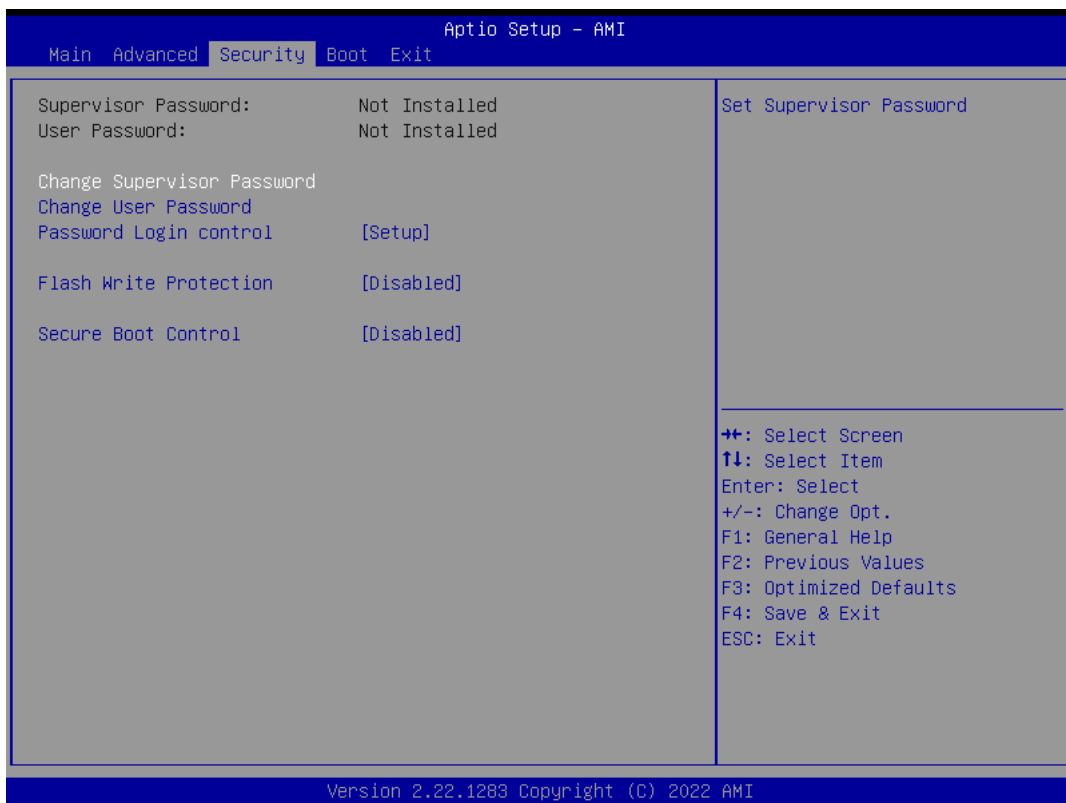 Aptio Setup – AMI
Main Advanced Security Boot Exit
Supervisor Password: Not Installed
User Password: Not Installed
Change Supervisor Password
Change User Password
Password Login control [Setup]
Flash Write Protection [Disabled]
Secure Boot Control [Disabled]
Set Supervisor Password
→←: Select Screen
↑↓: Select Item
Enter: Select
+/-: Change Opt.
F1: General Help
F2: Previous Values
F3: Optimized Defaults
F4: Save & Exit
ESC: Exit
Version 2.22.1283 Copyright (C) 2022 AMI